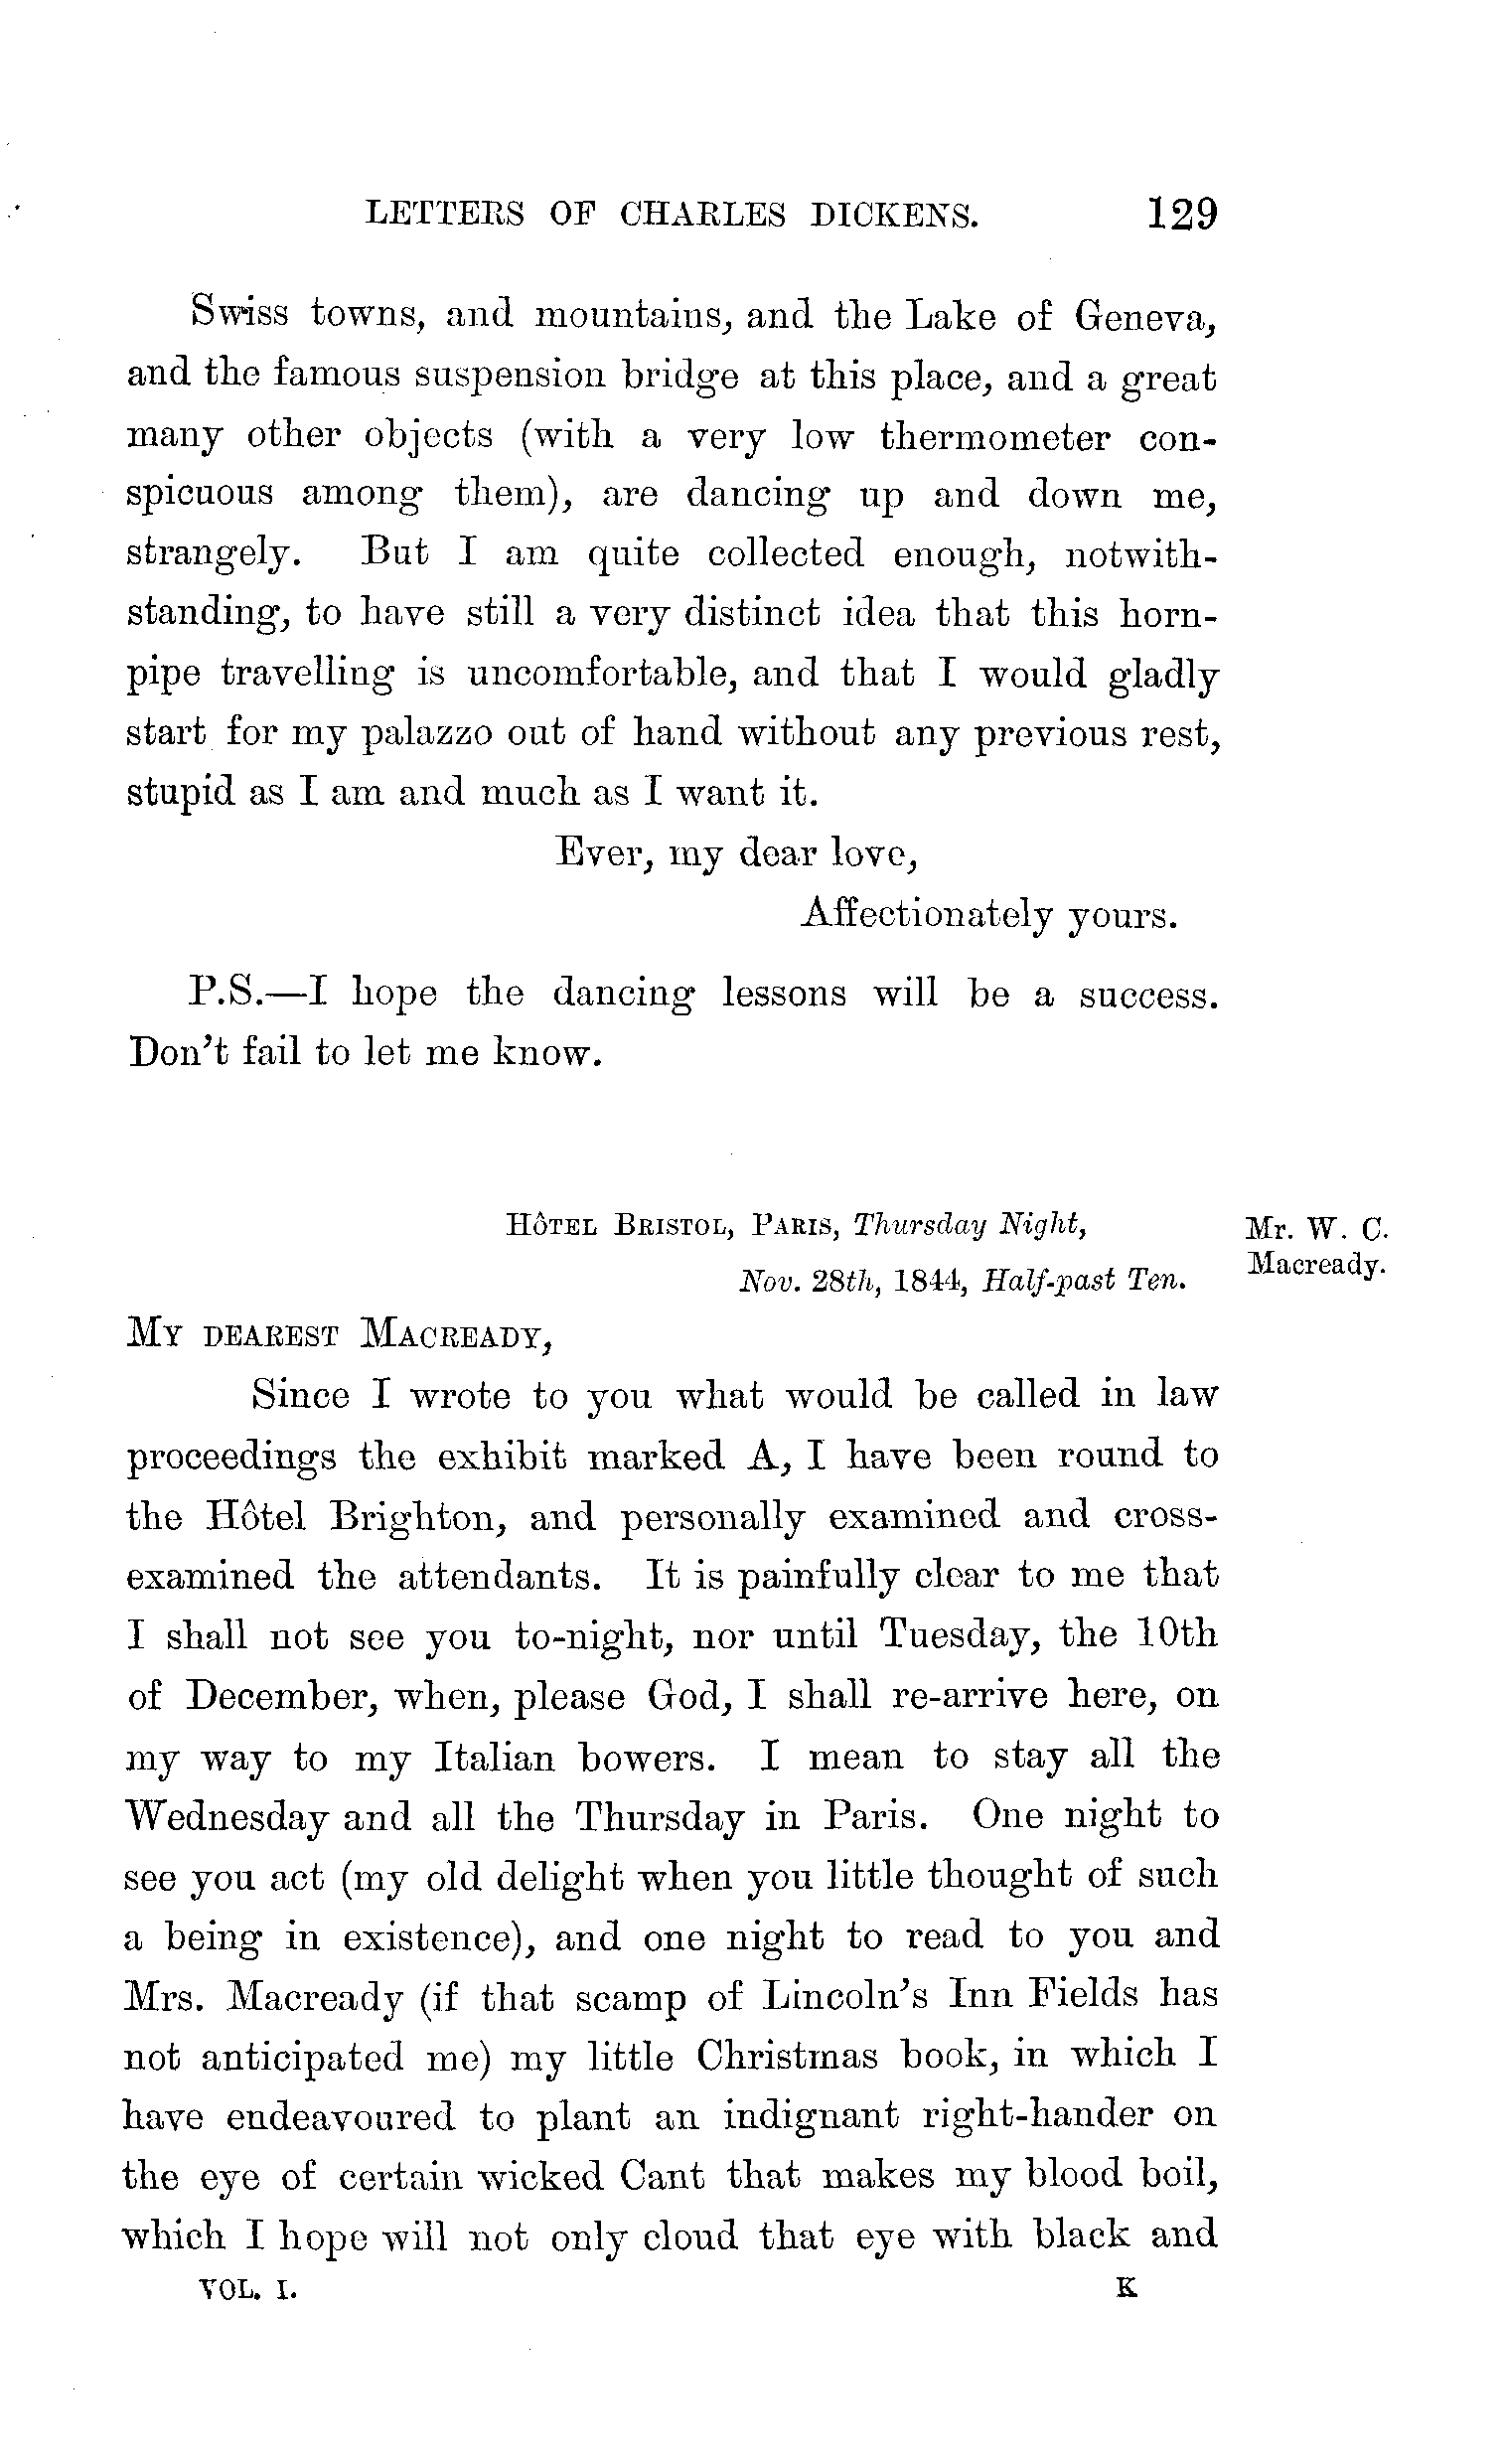 LETTERS OF CHARLES DICKENS. 129
Swiss towns, and mountains, and the Lake of Geneva,
and the famous suspension bridge at this place, and a great
many other objects (with a very low thermometer con-
spicuous among them), are dancing up and down me,
strangely. But I am quite collected enough, notwith-
standing, to have still a very distinct idea that this horn-
pipe travelling is uncomfortable, and that I would gladly
start for my palazzo out of hand without any previous rest,
stupid as I am and much as I want it.
Ever, my dear love,
Affectionately yours.
P.S.—I hope the dancing lessons will be a success.
Don't fail to let me know.
Hôtel Bristol, Paris, Thursday Night,
Nov. 28th, 1844, Half-past Ten.
Mr. W. C.
Macready.
My dearest Macready,
Since I wrote to you what would be called in law
proceedings the exhibit marked A, I have been round to
the Hôtel Brighton, and personally examined and cross-
examined the attendants. It is painfully clear to me that
I shall not see you to-night, nor until Tuesday, the 10th
of December, when, please God, I shall re-arrive here, on
my way to my Italian bowers. I mean to stay all the
Wednesday and all the Thursday in Paris. One night to
see you act (my old delight when you little thought of such
a being in existence), and one night to read to you and
Mrs. Macready (if that scamp of Lincoln's Inn Fields has
not anticipated me) my little Christmas book, in which I
have endeavoured to plant an indignant right-hander on
the eye of certain wicked Cant that makes my blood boil,
which I hope will not only cloud that eye with black and
VOL. I. K